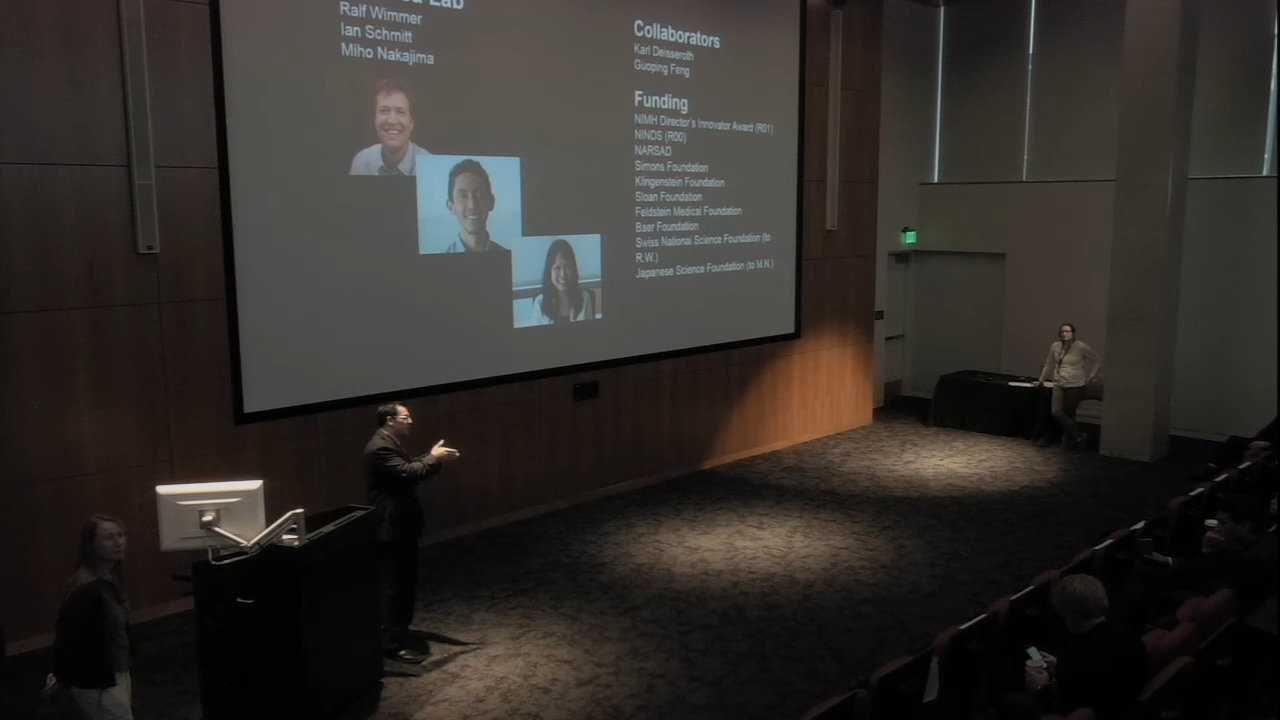 Lab
Ralf Wimmer
Ian Schmitt
Miho Nakajima
Collaborators
Karl Deisseroth
Guoping Feng
Funding
NIMH Director's Innovator Award (R01)
NINDS (R00)
NARSAD
Simons Foundation
Klingenstein Foundation
Sloan Foundation
Feldstein Medical Foundation
Baer Foundation
Swiss National Science Foundation (to
R.W.)
Japanese Science Foundation (to M.N.)